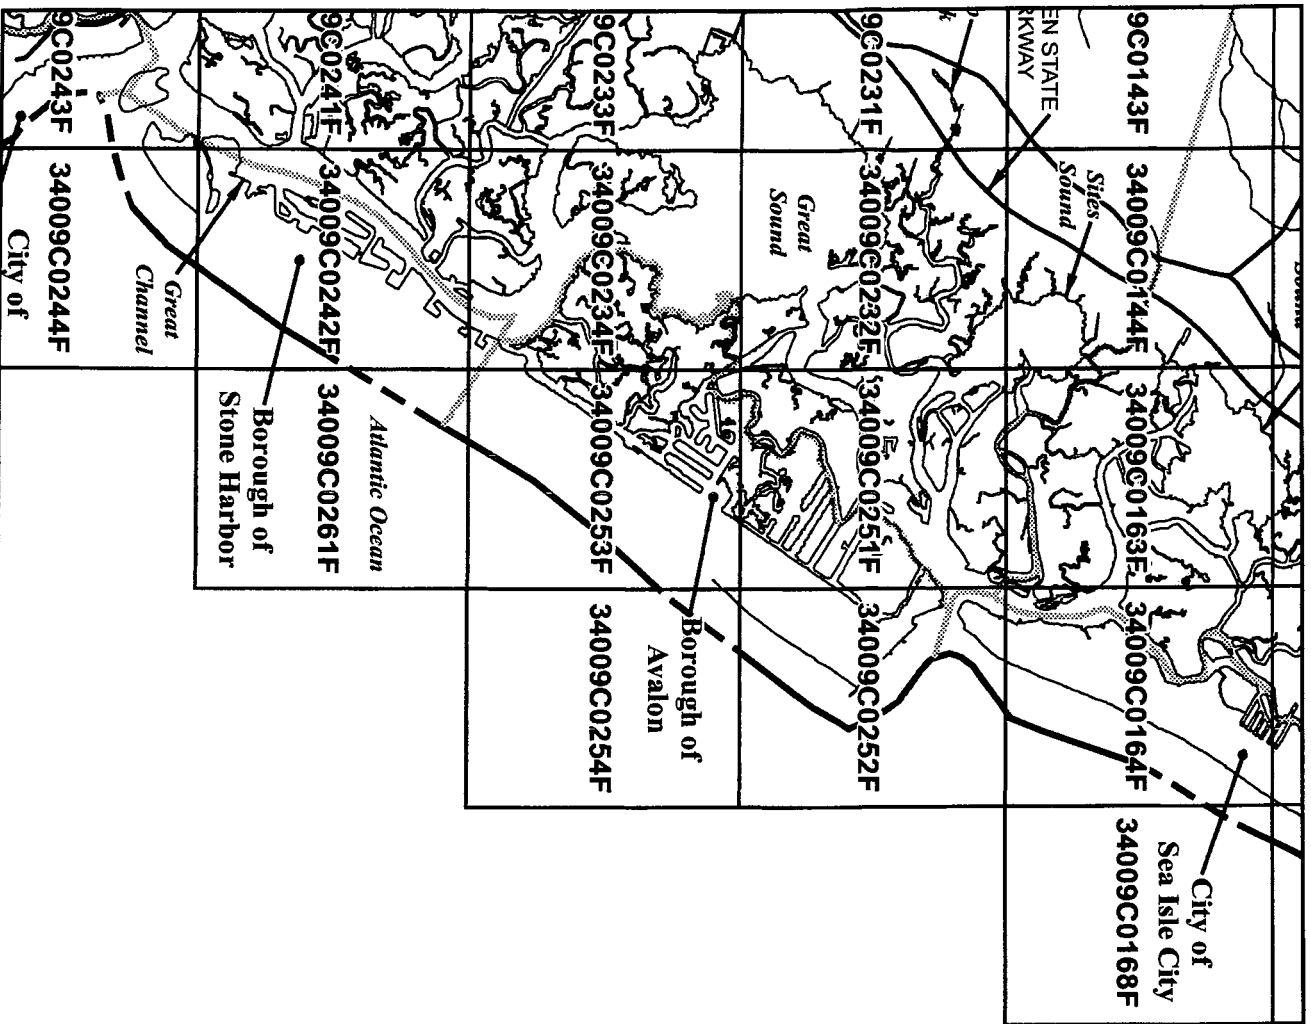 City of
Sea Isle City
9C0143F
34009C0144F
34009C0163F
34009C0164F
34009C0168F
EN STATE
RKWAY
Sites
Sound
9C0231F
34009C0232F
34009C0251F
34009C0252F
Great
Sound
Borough of
Avalon
9C0233F
34009C0234F
34009C0253F
34009C0254F
Atlantic Ocean
9C0241F
34009C0242F
34009C0261F
Borough of
Stone Harbor
Great
Channel
9C0243F
34009C0244F
City of